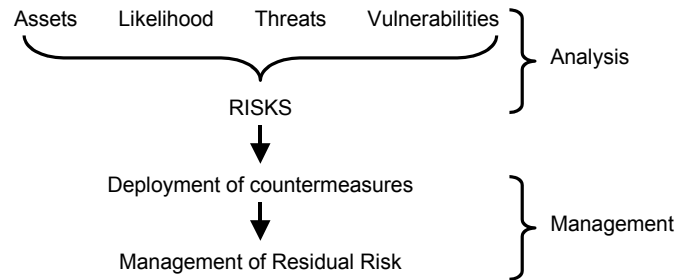 Assets Likelihood Threats Vulnerabilities
Analysis
RISKS
Deployment of countermeasures
Management
Management of Residual Risk